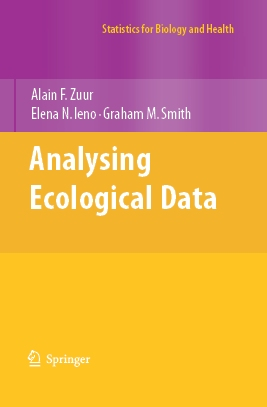 Statistics for Biology and Health
Alain F. Zuur
Elena N. Ieno · Graham M. Smith
Analysing
Ecological Data
Springer